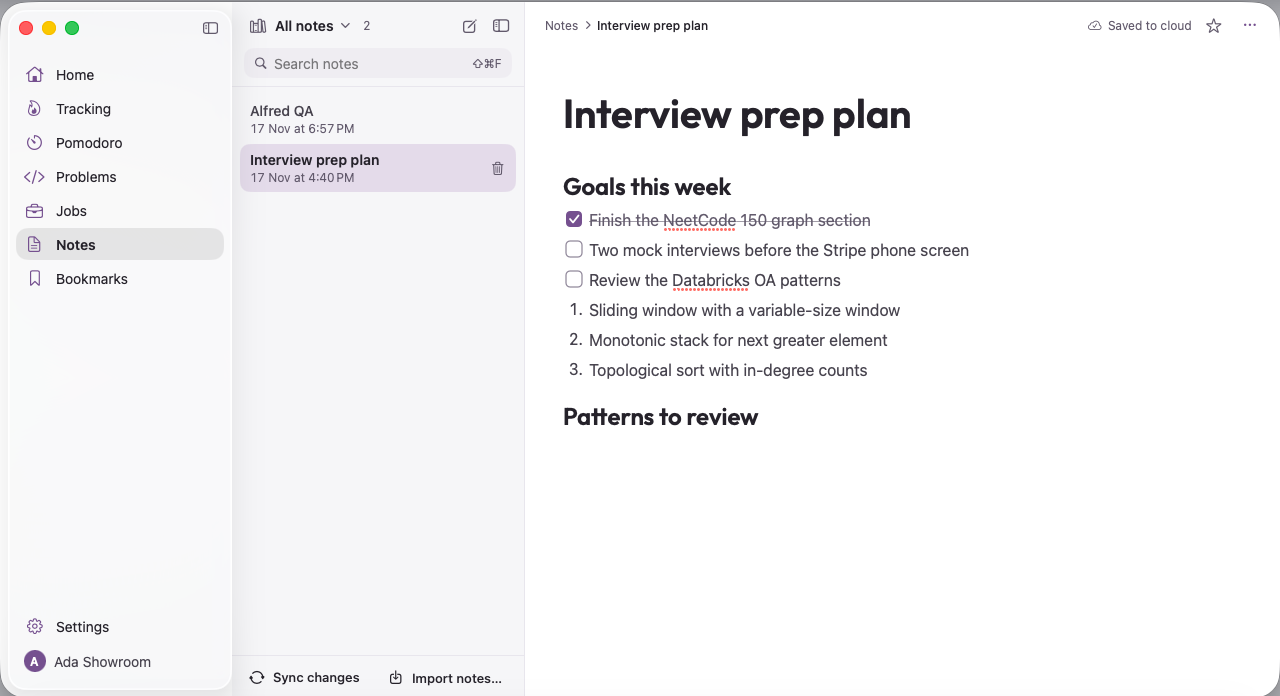 Home
Tracking
Pomodoro
Problems
Jobs
Notes
Bookmarks
Settings
A Ada Showroom
All notes 2
Search notes ⇧⌘F
Alfred QA
17 Nov at 6:57 PM
Interview prep plan
17 Nov at 4:40 PM
Sync changes Import notes...
Notes > Interview prep plan
Saved to cloud
Interview prep plan
Goals this week
Finish the NeetCode 150 graph section
Two mock interviews before the Stripe phone screen
Review the Databricks OA patterns
1. Sliding window with a variable-size window
2. Monotonic stack for next greater element
3. Topological sort with in-degree counts
Patterns to review